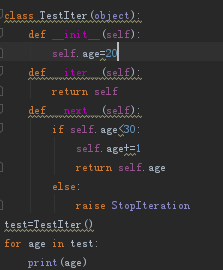 class TestIter(object):
    def __init__(self):
        self.age=20
    def __iter__(self):
        return self
    def __next__(self):
        if self.age<30:
            self.age+=1
            return self.age
        else:
            raise StopIteration
test=TestIter()
for age in test:
    print(age)